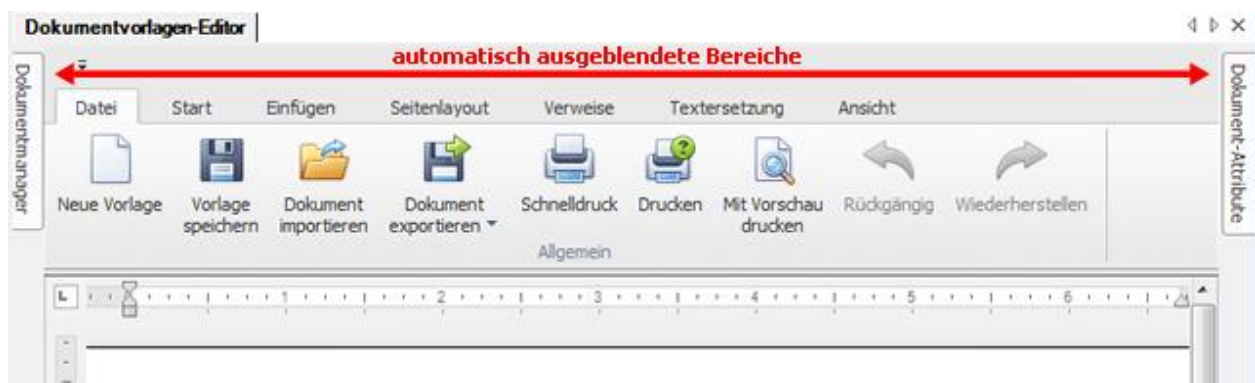 Dokumentvorlagen-Editor
automatisch ausgeblendete Bereiche
Dokumentmanager
Dokument-Attribute
Datei Start Einfügen Seitenlayout Verweise Textersetzung Ansicht
Neue Vorlage Vorlage Dokument Dokument Schnelldruck Drucken Mit Vorschau Rückgängig Wiederherstellen
speichern importieren exportieren drucken
Allgemein
L 1 2 3 4 5 6